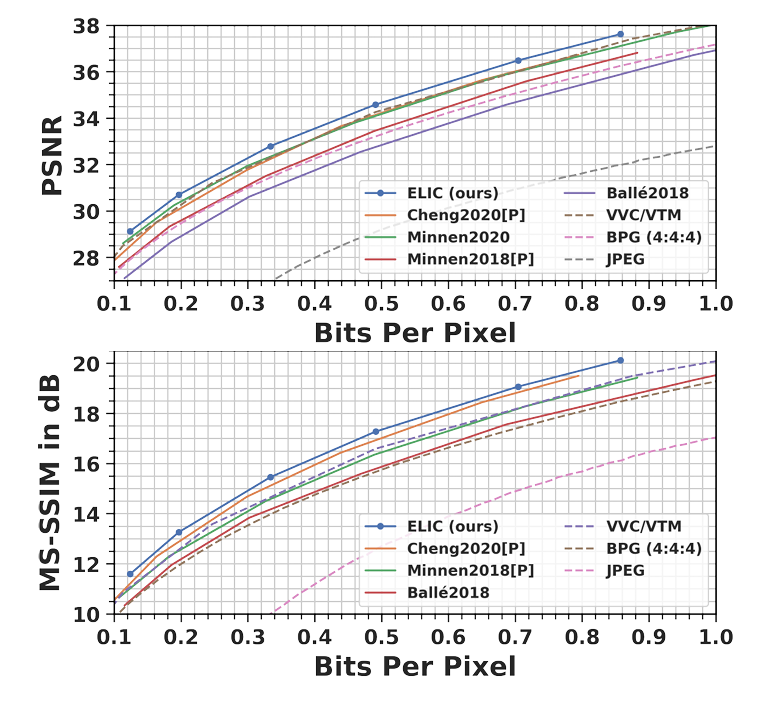 38
36
34
32
30
28
PSNR
ELIC (ours)
Cheng2020[P]
Minnen2020
Minnen2018[P]
Ballé2018
VVC/VTM
BPG (4:4:4)
JPEG
0.1 0.2 0.3 0.4 0.5 0.6 0.7 0.8 0.9 1.0
Bits Per Pixel
20
18
16
14
12
10
MS-SSIM in dB
ELIC (ours)
Cheng2020[P]
Minnen2018[P]
Ballé2018
VVC/VTM
BPG (4:4:4)
JPEG
0.1 0.2 0.3 0.4 0.5 0.6 0.7 0.8 0.9 1.0
Bits Per Pixel